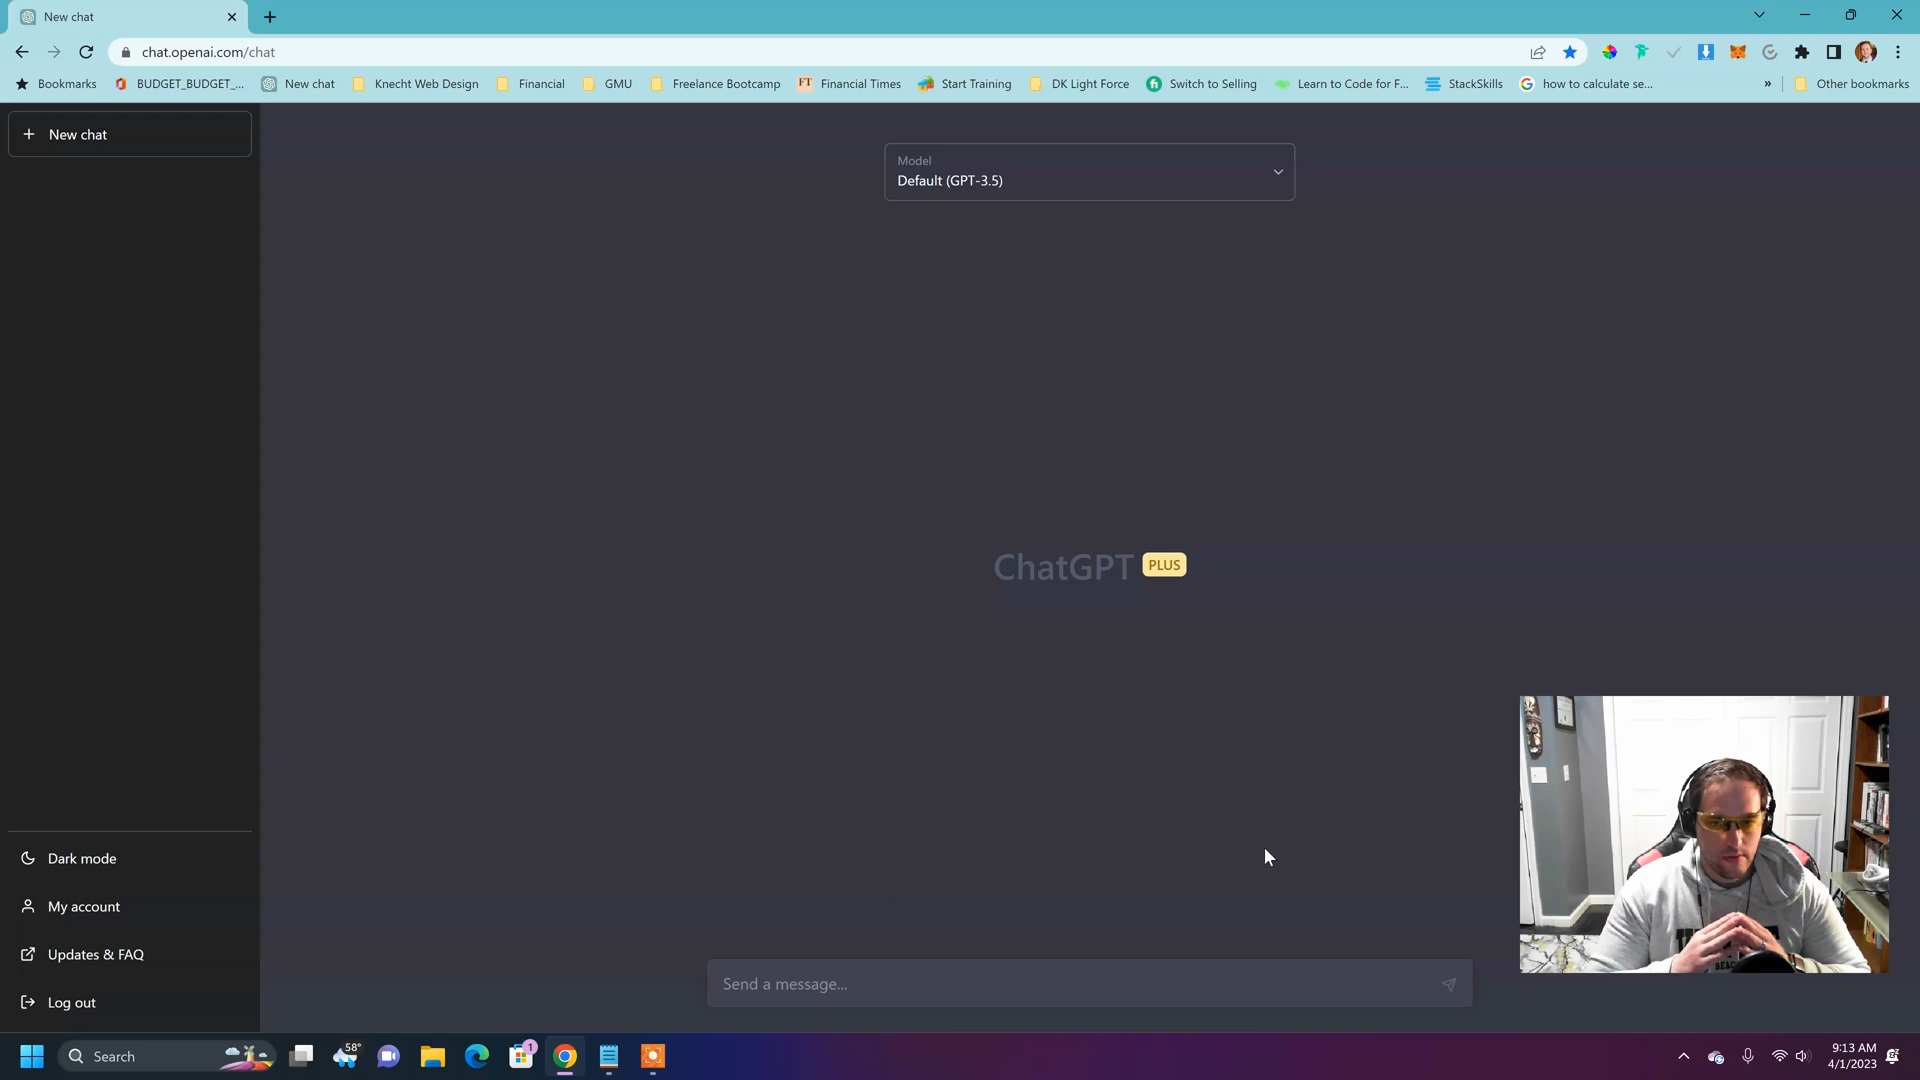 New chat
chat.openai.com/chat
Bookmarks
BUDGET_BUDGET_...
New chat
Knecht Web Design
Financial
GMU
Freelance Bootcamp
FT
Financial Times
Start Training
DK Light Force
Switch to Selling
Learn to Code for F...
StackSkills
how to calculate se...
»
Other bookmarks
New chat
Model
Default (GPT-3.5)
ChatGPT
PLUS
Dark mode
My account
Updates & FAQ
Log out
Send a message...
Search
58°
1
9:13 AM
4/1/2023